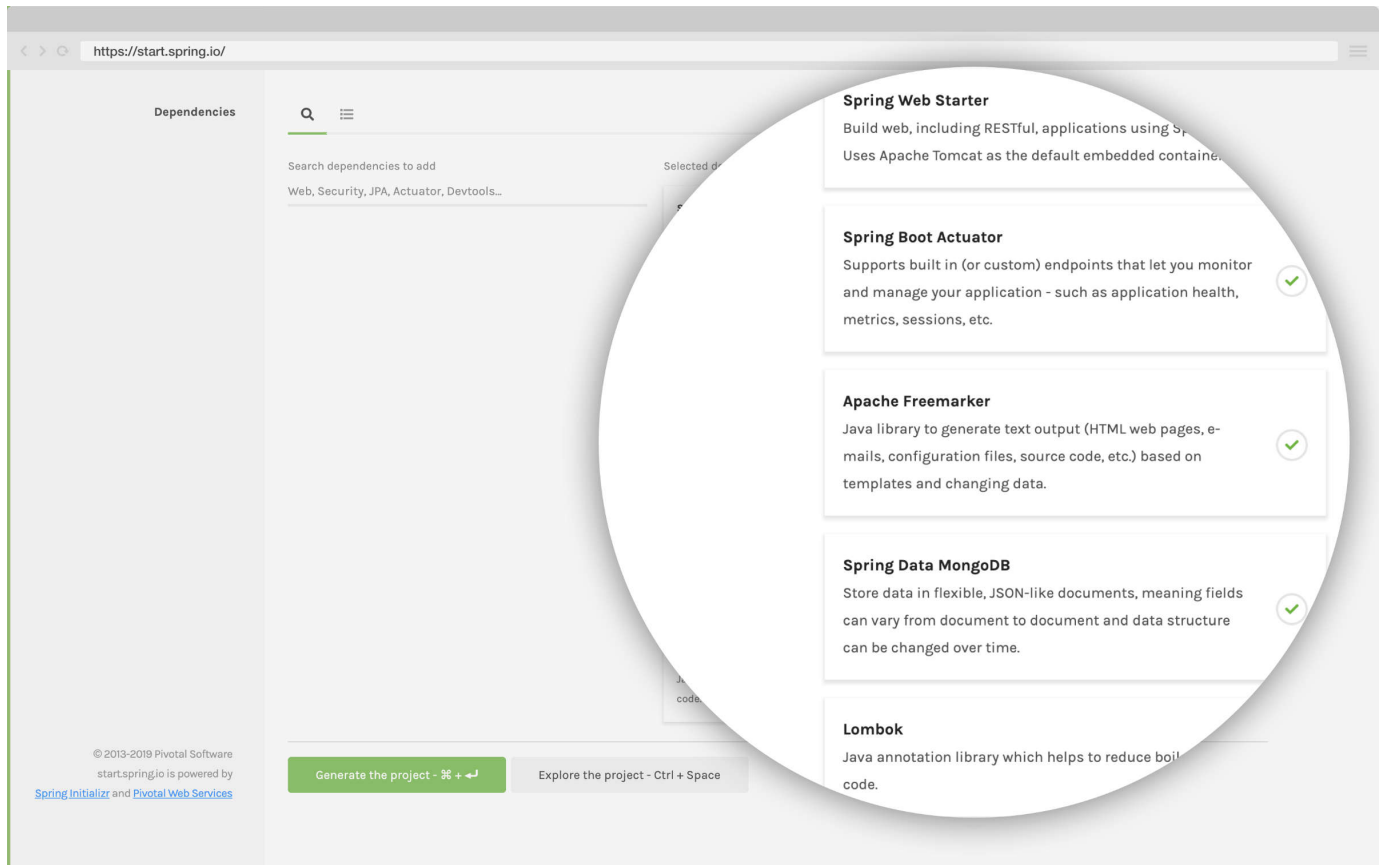 https://start.spring.io/
Dependencies
Search dependencies to add
Web, Security, JPA, Actuator, Devtools...
Selected
Spring Web Starter
Build web, including RESTful, applications using
Uses Apache Tomcat as the default embedded
Spring Boot Actuator
Supports built in (or custom) endpoints that let you monitor
and manage your application - such as application health,
metrics, sessions, etc.
Apache Freemarker
Java library to generate text output (HTML web pages, e-
mails, configuration files, source code, etc.) based on
templates and changing data.
Spring Data MongoDB
Store data in flexible, JSON-like documents, meaning fields
can vary from document to document and data structure
can be changed over time.
Lombok
Java annotation library which helps to reduce
code.
code.
© 2013-2019 Pivotal Software
start.spring.io is powered by
Spring Initializr and Pivotal Web Services
Generate the project - ⌘ + ↵
Explore the project - Ctrl + Space